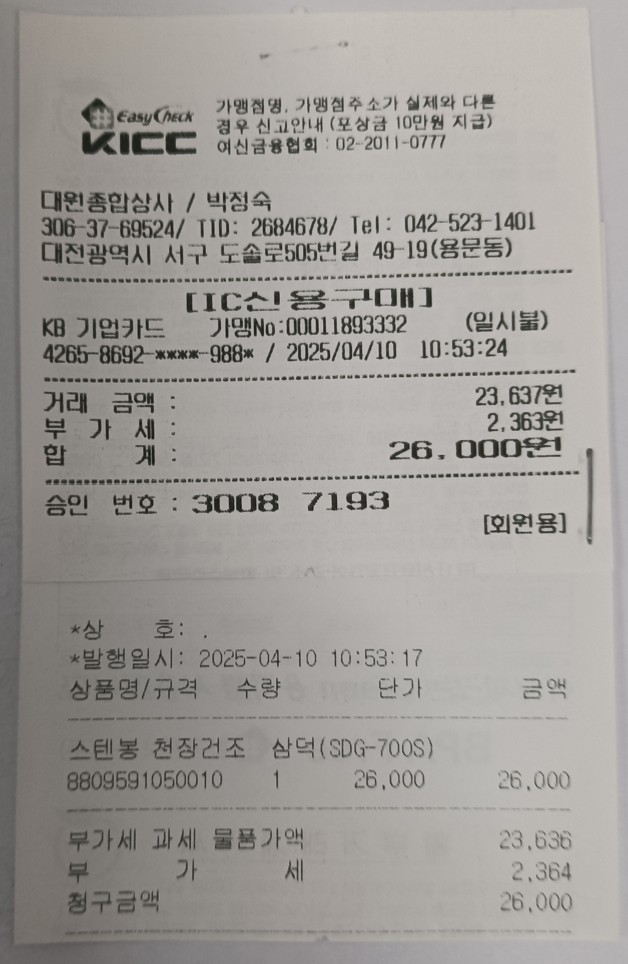 EasyCheck
KICC
가맹점명, 가맹점주소가 실제와 다른
경우 신고안내 (포상금 10만원 지급)
여신금융협회 : 02-2011-0777
대원종합상사 / 박정숙
306-37-69524/ TID: 2684678/ Tel: 042-523-1401
대전광역시 서구 도솔로505번길 49-19(용문동)
[IC신용구매]
KB 기업카드 가맹No:00011893332 (일시불)
4265-8692-****-988* / 2025/04/10 10:53:24
거래 금액 : 23,637원
부 가 세 : 2,363원
합 계 : 26,000원
승인 번호 : 3008 7193
[회원용]
*상 호: .
*발행일시: 2025-04-10 10:53:17
상품명/규격 수량 단가 금액
스텐봉 천장건조 삼덕(SDG-700S)
8809591050010 1 26,000 26,000
부가세 과세 물품가액 23,636
부 가 세 2,364
청구금액 26,000